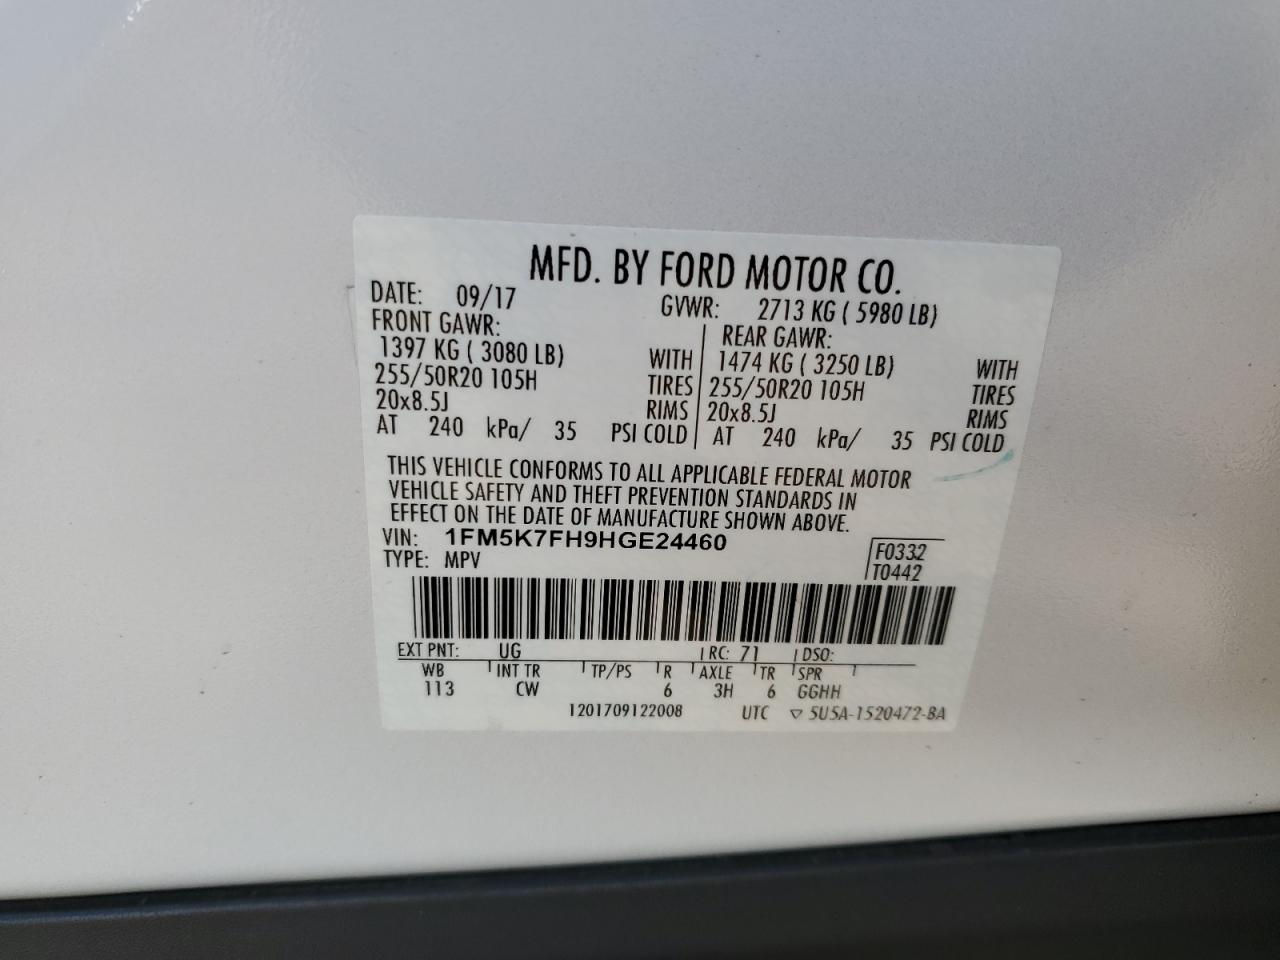 MFD. BY FORD MOTOR CO.
DATE: 09/17 GVWR: 2713 KG ( 5980 LB)
FRONT GAWR: REAR GAWR:
1397 KG ( 3080 LB) WITH 1474 KG ( 3250 LB) WITH
255/50R20 105H TIRES 255/50R20 105H TIRES
20x8.5J RIMS 20x8.5J RIMS
AT 240 kPa/ 35 PSI COLD AT 240 kPa/ 35 PSI COLD
THIS VEHICLE CONFORMS TO ALL APPLICABLE FEDERAL MOTOR
VEHICLE SAFETY AND THEFT PREVENTION STANDARDS IN
EFFECT ON THE DATE OF MANUFACTURE SHOWN ABOVE.
VIN: 1FM5K7FH9HGE24460 F0332
TYPE: MPV T0442
EXT PNT: UG RC: 71 DSO:
WB INT TR TP/PS R AXLE TR SPR
113 CW 6 3H 6 GGHH
1201709122008 UTC ▽ 5U5A-1520472-BA